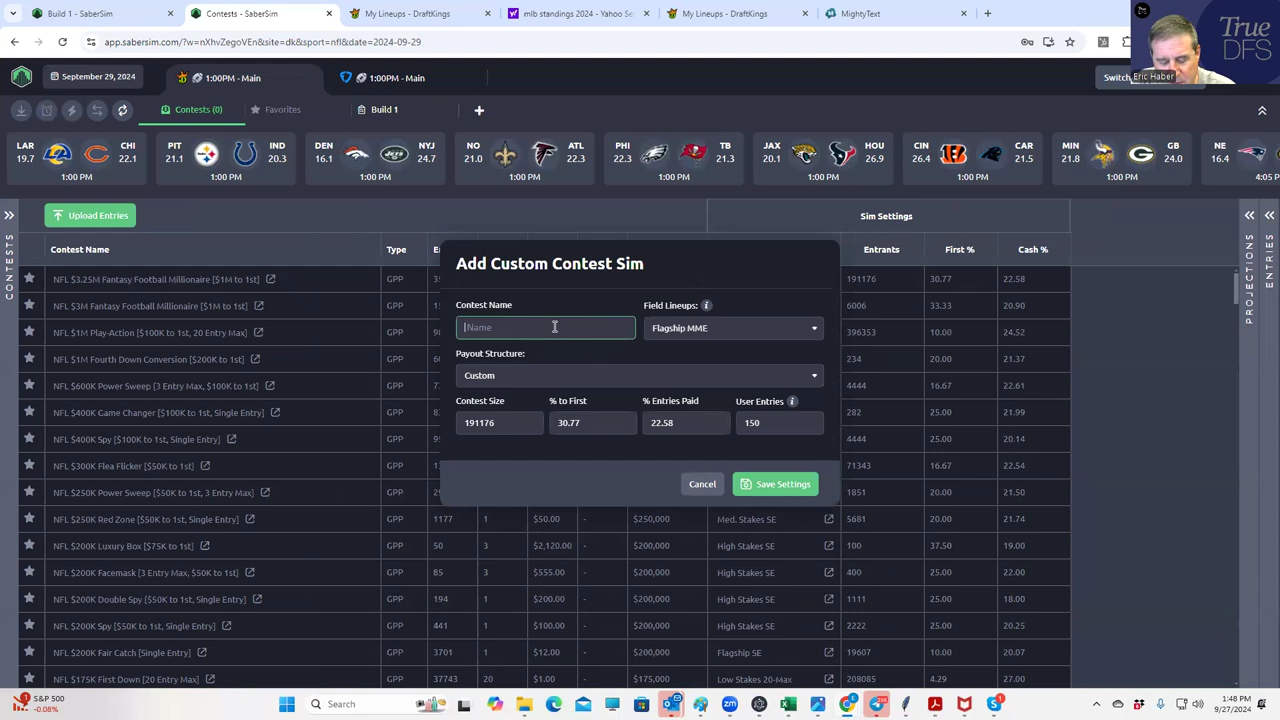 Build 1 - SaberSim
Contests - SaberSim
My Lineups - DraftKings
mlb standings 2024 - Yahoo Se
My Lineups - DraftKings
MightyText
app.sabersim.com/?w=nXhvZegoVEn&site=dk&sport=nfl&date=2024-09-29
True
DFS
Eric Haber
September 29, 2024
1:00PM - Main
1:00PM - Main
Switch
Contests (0)
Favorites
Build 1
LAR 19.7 CHI 22.1 1:00 PM
PIT 21.1 IND 20.3 1:00 PM
DEN 16.1 NYJ 24.7 1:00 PM
NO 21.0 ATL 22.3 1:00 PM
PHI 22.3 TB 21.3 1:00 PM
JAX 20.1 HOU 26.9 1:00 PM
CIN 26.4 CAR 21.5 1:00 PM
MIN 21.8 GB 24.0 1:00 PM
NE 16.4 4:05 P
CONTESTS
PROJECTIONS
ENTRIES
Upload Entries
Sim Settings
Contest Name Type Entrants First % Cash %
NFL $3.25M Fantasy Football Millionaire [$1M to 1st] GPP 191176 30.77 22.58
NFL $3M Fantasy Football Millionaire [$1M to 1st] GPP 6006 33.33 20.90
NFL $1M Play-Action [$100K to 1st, 20 Entry Max] GPP 396353 10.00 24.52
NFL $1M Fourth Down Conversion [$200K to 1st] GPP 234 20.00 21.37
NFL $600K Power Sweep [3 Entry Max, $100K to 1st] GPP 4444 16.67 22.61
NFL $400K Game Changer [$100K to 1st, Single Entry] GPP 282 25.00 21.99
NFL $400K Spy [$100K to 1st, Single Entry] GPP 4444 25.00 20.14
NFL $300K Flea Flicker [$50K to 1st] GPP 71343 16.67 22.54
NFL $250K Power Sweep [$50K to 1st, 3 Entry Max] GPP 1851 20.00 21.50
NFL $250K Red Zone [$50K to 1st, Single Entry] GPP 1177 1 $50.00 - $250,000 Med. Stakes SE 5681 20.00 21.74
NFL $200K Luxury Box [$75K to 1st] GPP 50 3 $2,120.00 - $200,000 High Stakes SE 100 37.50 19.00
NFL $200K Facemask [3 Entry Max, $50K to 1st] GPP 85 3 $555.00 - $200,000 High Stakes SE 400 25.00 22.00
NFL $200K Double Spy [$50K to 1st, Single Entry] GPP 194 1 $200.00 - $200,000 High Stakes SE 1111 25.00 18.00
NFL $200K Spy [$50K to 1st, Single Entry] GPP 441 1 $100.00 - $200,000 High Stakes SE 2222 25.00 20.25
NFL $200K Fair Catch [Single Entry] GPP 3701 1 $12.00 - $200,000 Flagship SE 19607 10.00 20.07
NFL $175K First Down [20 Entry Max] GPP 37743 20 $1.00 - $175,000 Low Stakes 20-Max 208085 4.29 27.00
Add Custom Contest Sim
Contest Name Field Lineups:
Name Flagship MME
Payout Structure:
Custom
Contest Size % to First % Entries Paid User Entries
191176 30.77 22.58 150
Cancel Save Settings
S&P 500
-0.08%
Search
1:48 PM
9/27/2024